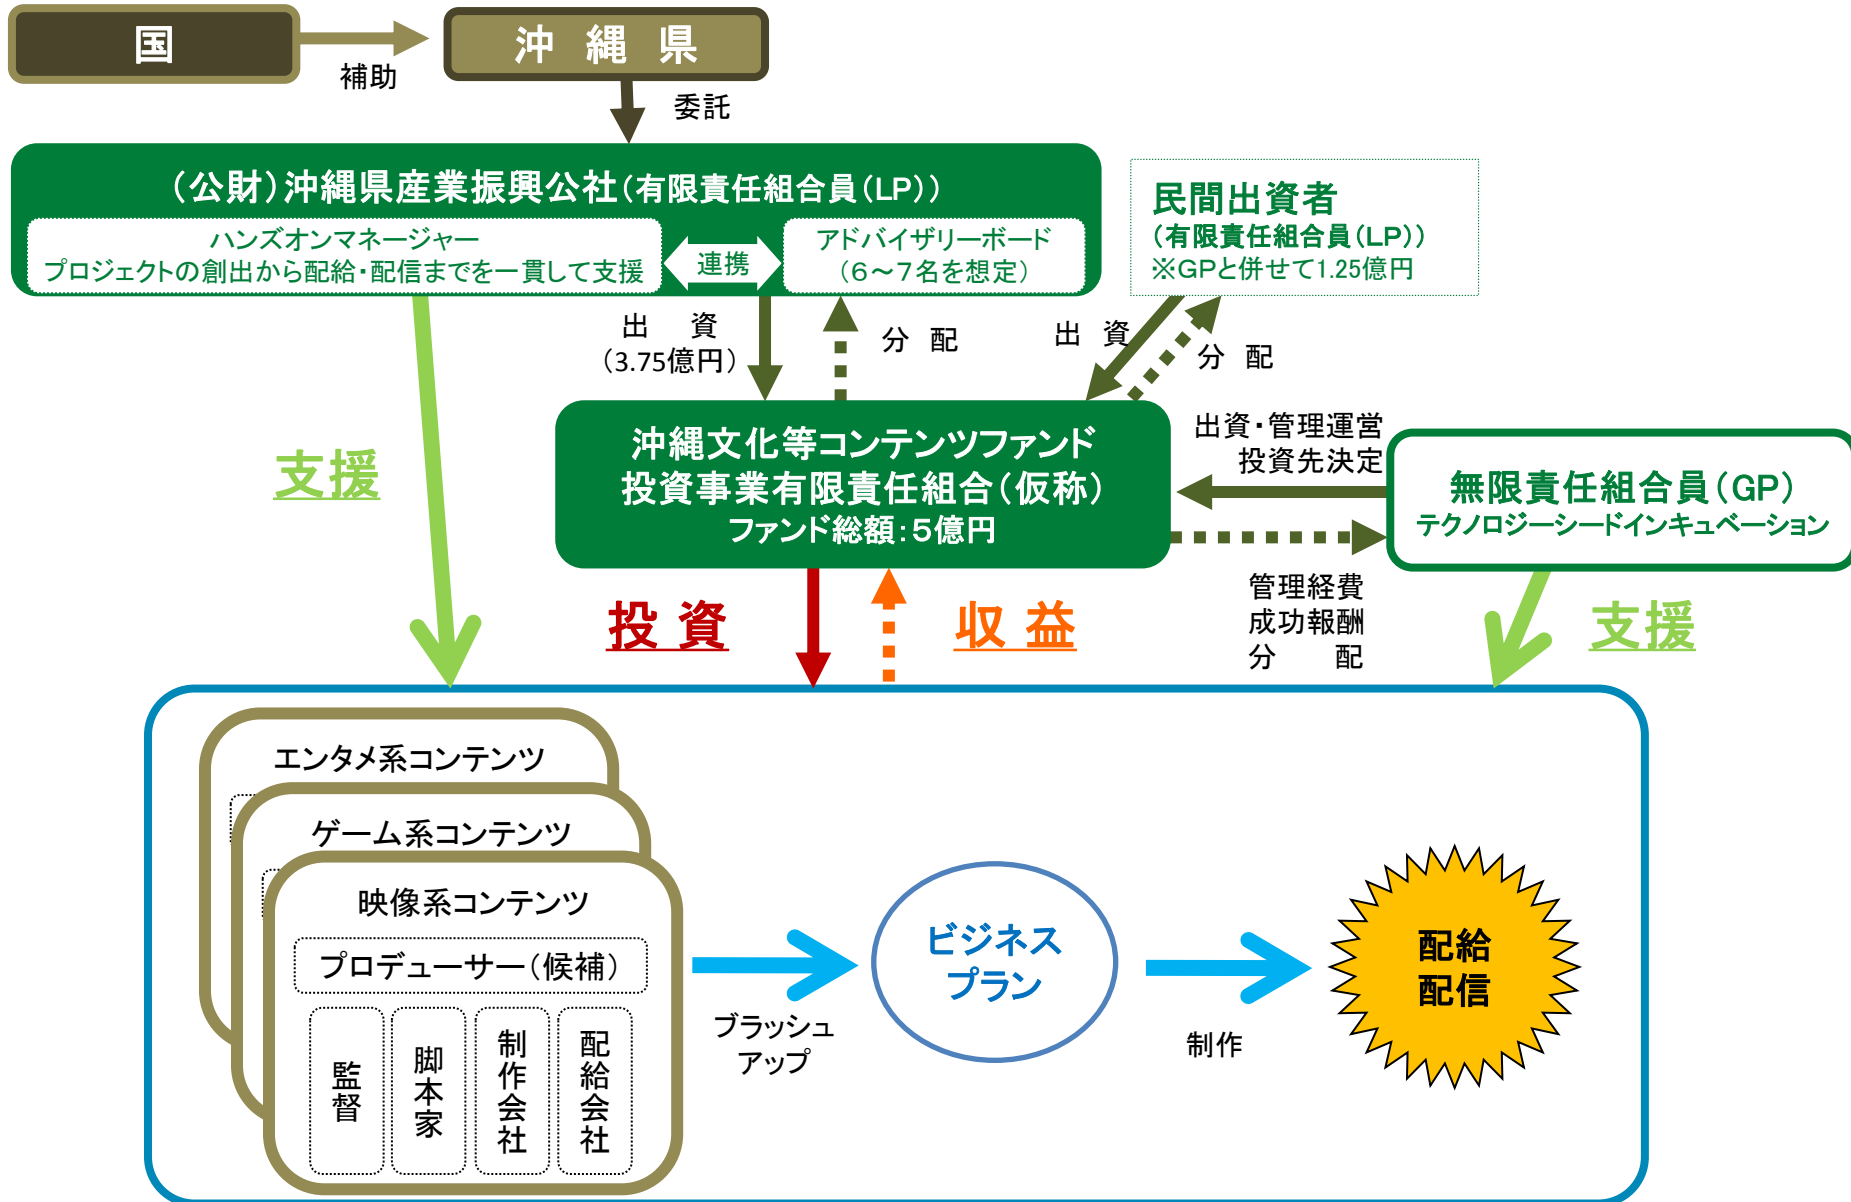 国
補助
沖 縄 県
委託
（公財）沖縄県産業振興公社（有限責任組合員（LP））
ハンズオンマネージャー
プロジェクトの創出から配給・配信までを一貫して支援
連携
アドバイザリーボード
（６～７名を想定）
民間出資者
（有限責任組合員（LP））
※ＧＰと併せて1.25億円
出 資
（3.75億円）
分 配
出 資
分 配
支援
沖縄文化等コンテンツファンド
投資事業有限責任組合（仮称）
ファンド総額：５億円
出資・管理運営
投資先決定
無限責任組合員（GP）
テクノロジーシードインキュベーション
管理経費
成功報酬
分 配
投 資
収 益
支援
エンタメ系コンテンツ
ゲーム系コンテンツ
映像系コンテンツ
プロデューサー（候補）
監督
脚本家
制作会社
配給会社
ブラッシュ
アップ
ビジネス
プラン
制作
配給
配信